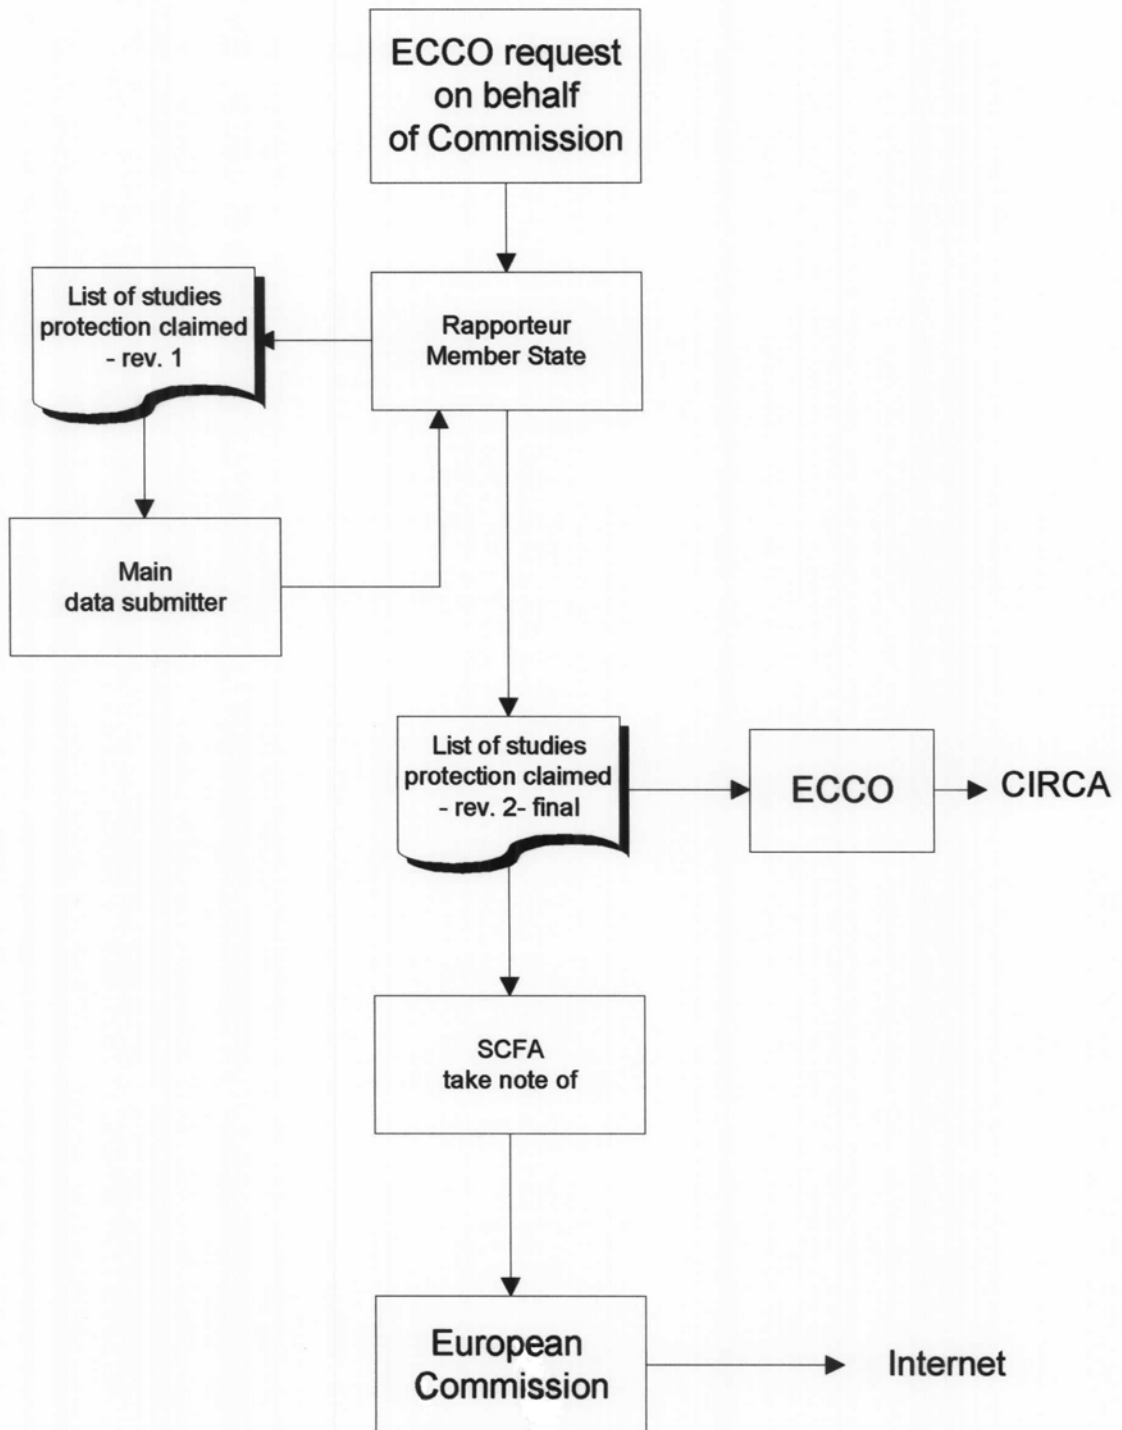 ECCO request
on behalf
of Commission
List of studies
protection claimed
- rev. 1
Rapporteur
Member State
Main
data submitter
List of studies
protection claimed
- rev. 2- final
ECCO
CIRCA
SCFA
take note of
European
Commission
Internet